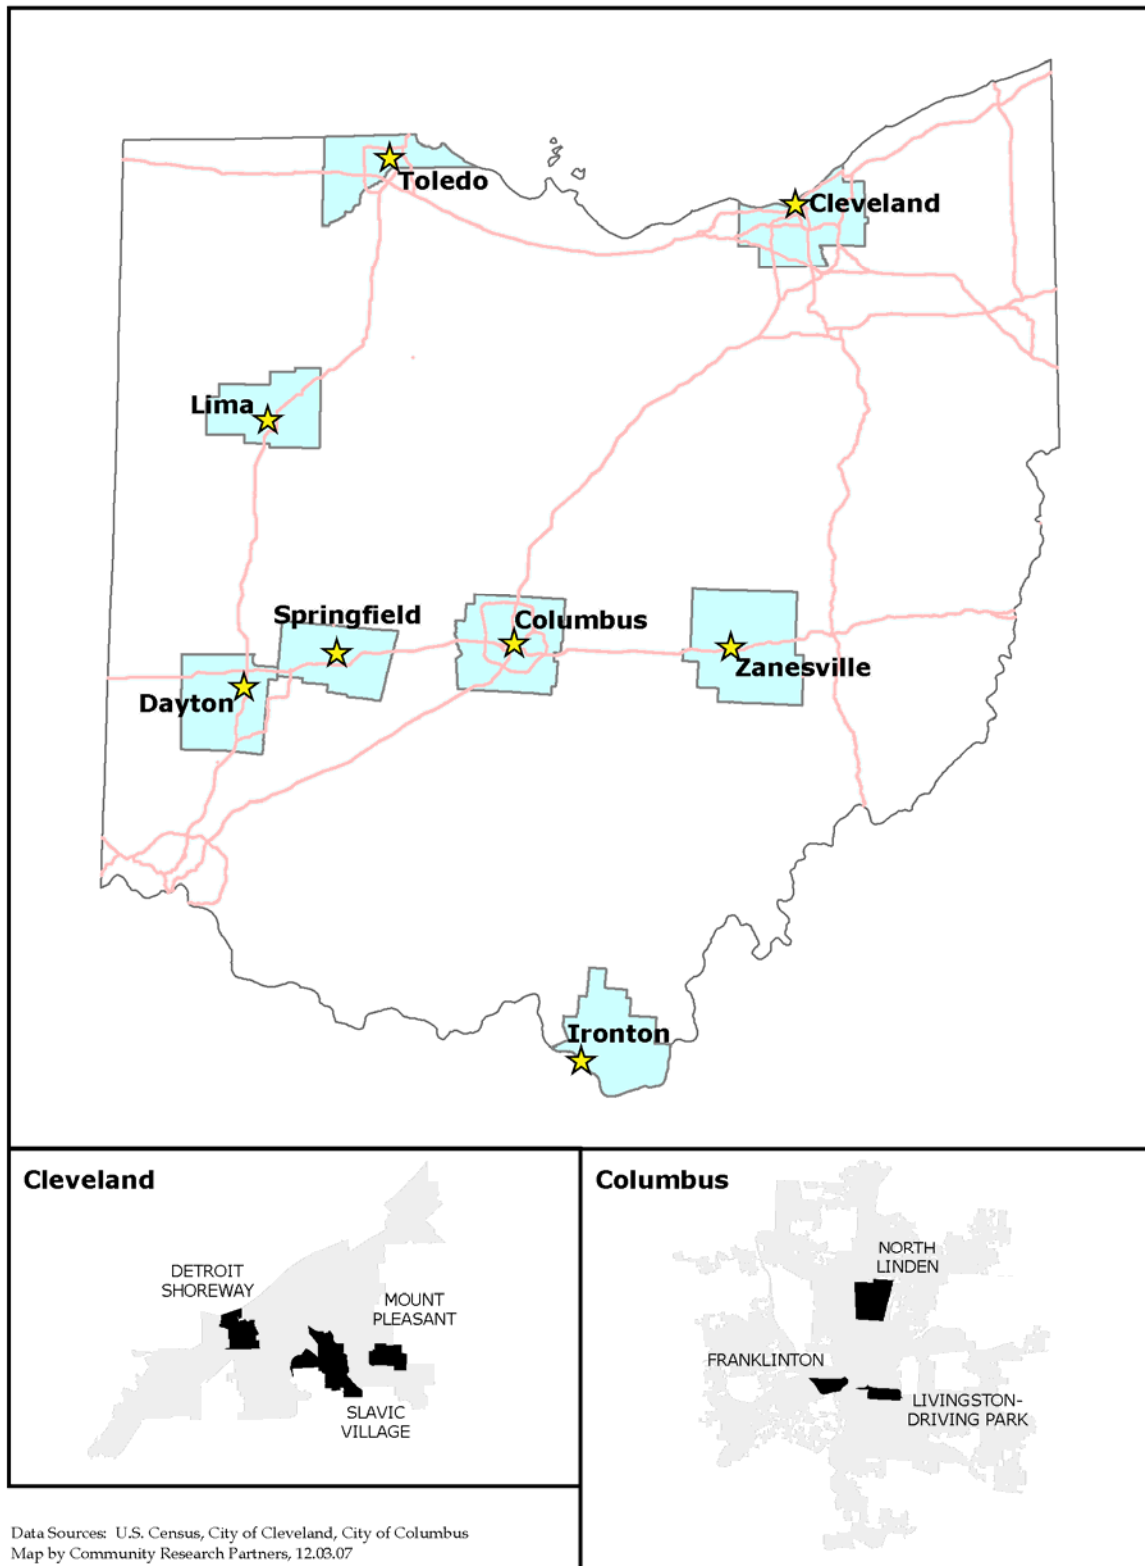 Toledo
Cleveland
Lima
Springfield
Columbus
Zanesville
Dayton
Ironton
Cleveland
DETROIT
SHOREWAY
MOUNT
PLEASANT
SLAVIC
VILLAGE
Columbus
NORTH
LINDEN
FRANKLINTON
LIVINGSTON-
DRIVING PARK
Data Sources: U.S. Census, City of Cleveland, City of Columbus
Map by Community Research Partners, 12.03.07